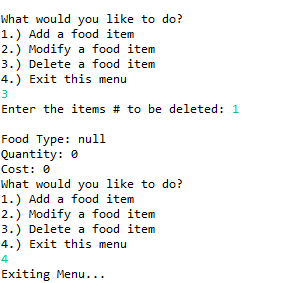 What would you like to do?
1.) Add a food item
2.) Modify a food item
3.) Delete a food item
4.) Exit this menu
3
Enter the items # to be deleted: 1

Food Type: null
Quantity: 0
Cost: 0
What would you like to do?
1.) Add a food item
2.) Modify a food item
3.) Delete a food item
4.) Exit this menu
4
Exiting Menu...